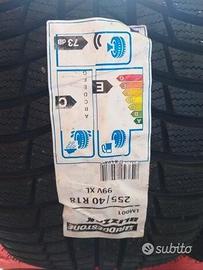 BRIDGESTONE
BLIZZAK
LM001
255/40 R18
99V XL
C
E
A
B
C
D
E
F
G
73 dB
subito